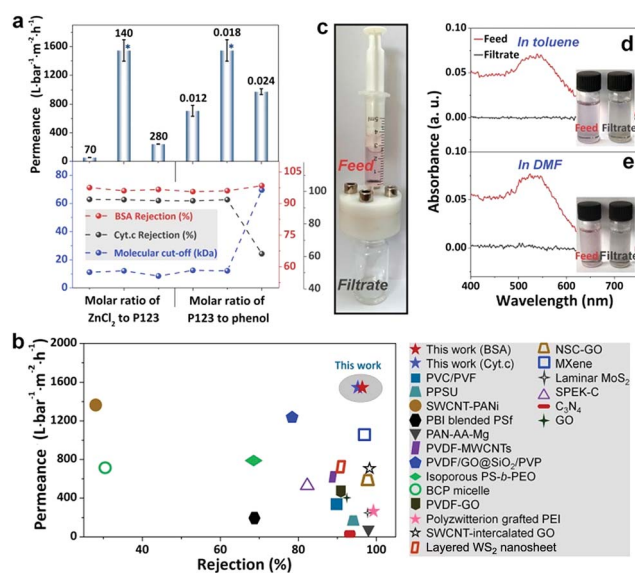 a
Permeance
(L·bar⁻¹·m⁻²·h⁻¹)
1600
1200
800
400
0
70
140
*
280
0.012
0.018
*
0.024
80
60
40
20
0
105
90
75
60
100
80
60
40
BSA Rejection (%)
Cyt.c Rejection (%)
Molecular cut-off (kDa)
Molar ratio of
ZnCl₂ to P123
Molar ratio of
P123 to phenol
c
Feed
Filtrate
Absorbance (a. u.)
0.10
0.05
0.00
Feed
Filtrate
In toluene
d
Feed
Filtrate
0.05
0.00
In DMF
e
Feed
Filtrate
400
500
600
700
Wavelength (nm)
b
Permeance (L·bar⁻¹·m⁻²·h⁻¹)
2000
1600
1200
800
400
0
This work
40
60
80
100
Rejection (%)
This work (BSA)
This work (Cyt.c)
PVC/PVF
PPSU
SWCNT-PANi
PBI blended PSf
PAN-AA-Mg
PVDF-MWCNTs
PVDF/GO@SiO₂/PVP
Isoporous PS-b-PEO
BCP micelle
PVDF-GO
Polyzwitterion grafted PEI
SWCNT-intercalated GO
Layered WS₂ nanosheet
NSC-GO
MXene
Laminar MoS₂
SPEK-C
C₃N₄
GO